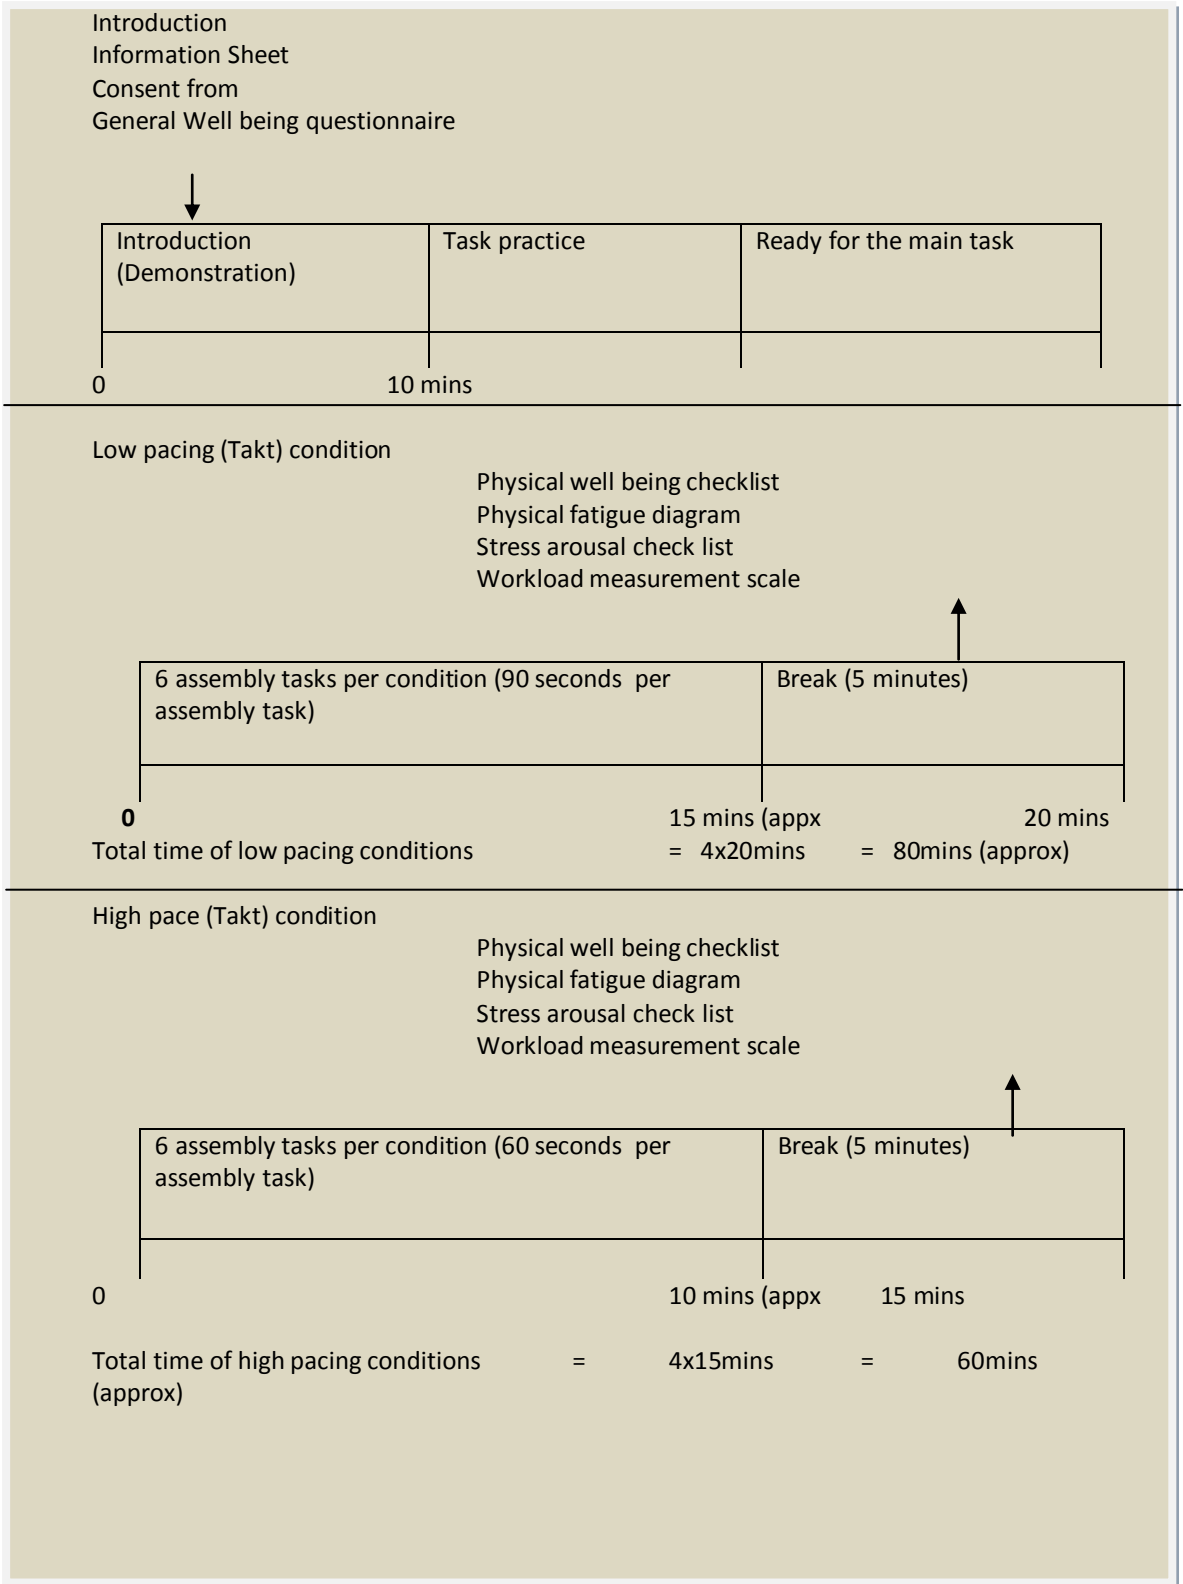 Introduction
Information Sheet
Consent from
General Well being questionnaire
Introduction
(Demonstration)
Task practice
Ready for the main task
0
10 mins
Low pacing (Takt) condition
Physical well being checklist
Physical fatigue diagram
Stress arousal check list
Workload measurement scale
6 assembly tasks per condition (90 seconds  per
assembly task)
Break (5 minutes)
0
15 mins (appx
20 mins
Total time of low pacing conditions = 4x20mins = 80mins (approx)
High pace (Takt) condition
Physical well being checklist
Physical fatigue diagram
Stress arousal check list
Workload measurement scale
6 assembly tasks per condition (60 seconds  per
assembly task)
Break (5 minutes)
0
10 mins (appx
15 mins
Total time of high pacing conditions = 4x15mins = 60mins
(approx)